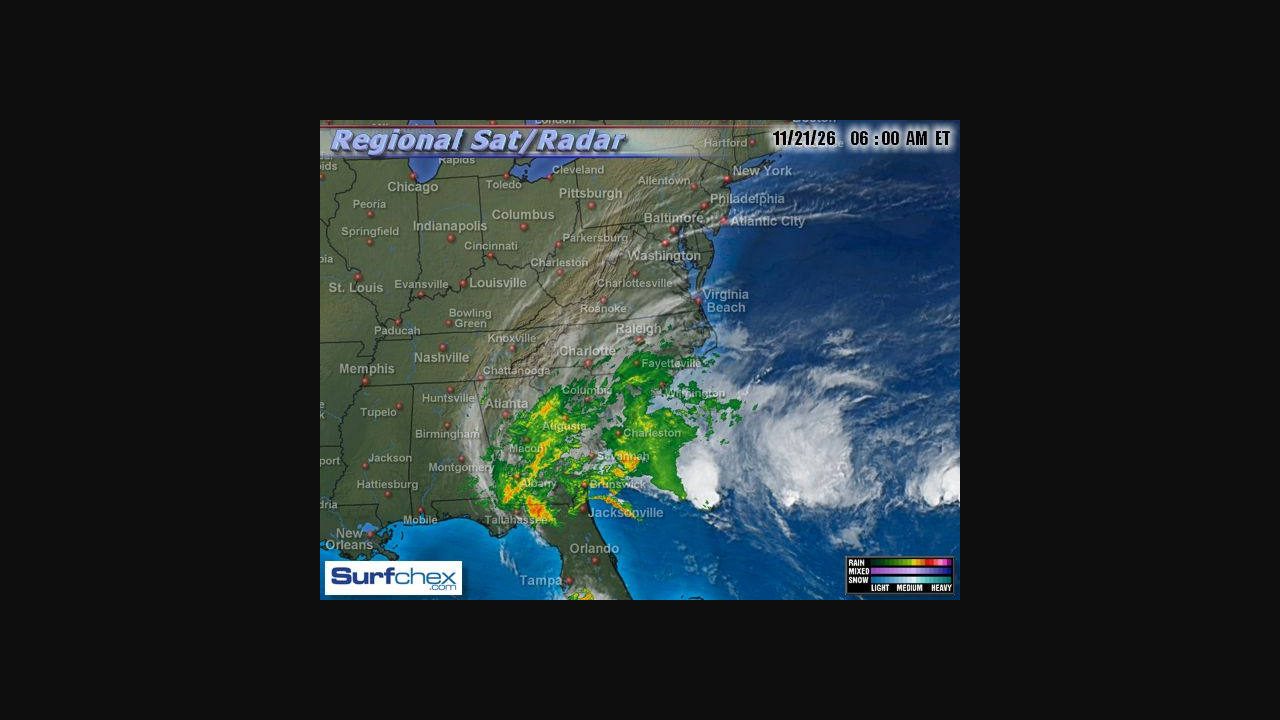 London
Boston
Regional Sat/Radar
11/21/26 06 : 00 AM ET
Hartford
Rapids
Cleveland
New York
Chicago
Toledo
Allentown
Pittsburgh
Philadelphia
Peoria
Columbus
Baltimore
Atlantic City
Springfield
Indianapolis
Parkersburg
Cincinnati
Washington
Charleston
St. Louis
Evansville
Louisville
Charlottesville
Virginia
Beach
Roanoke
Bowling
Green
Paducah
Raleigh
Knoxville
Nashville
Charlotte
Memphis
Chattanooga
Fayetteville
Huntsville
Columbia
Wilmington
Atlanta
Tupelo
Birmingham
Augusta
Charleston
Macon
Jackson
Savannah
Montgomery
Hattiesburg
Albany
Brunswick
Mobile
Tallahassee
Jacksonville
New
Orleans
Orlando
Tampa
Surfchex
.com
RAIN
MIXED
SNOW
LIGHT MEDIUM HEAVY